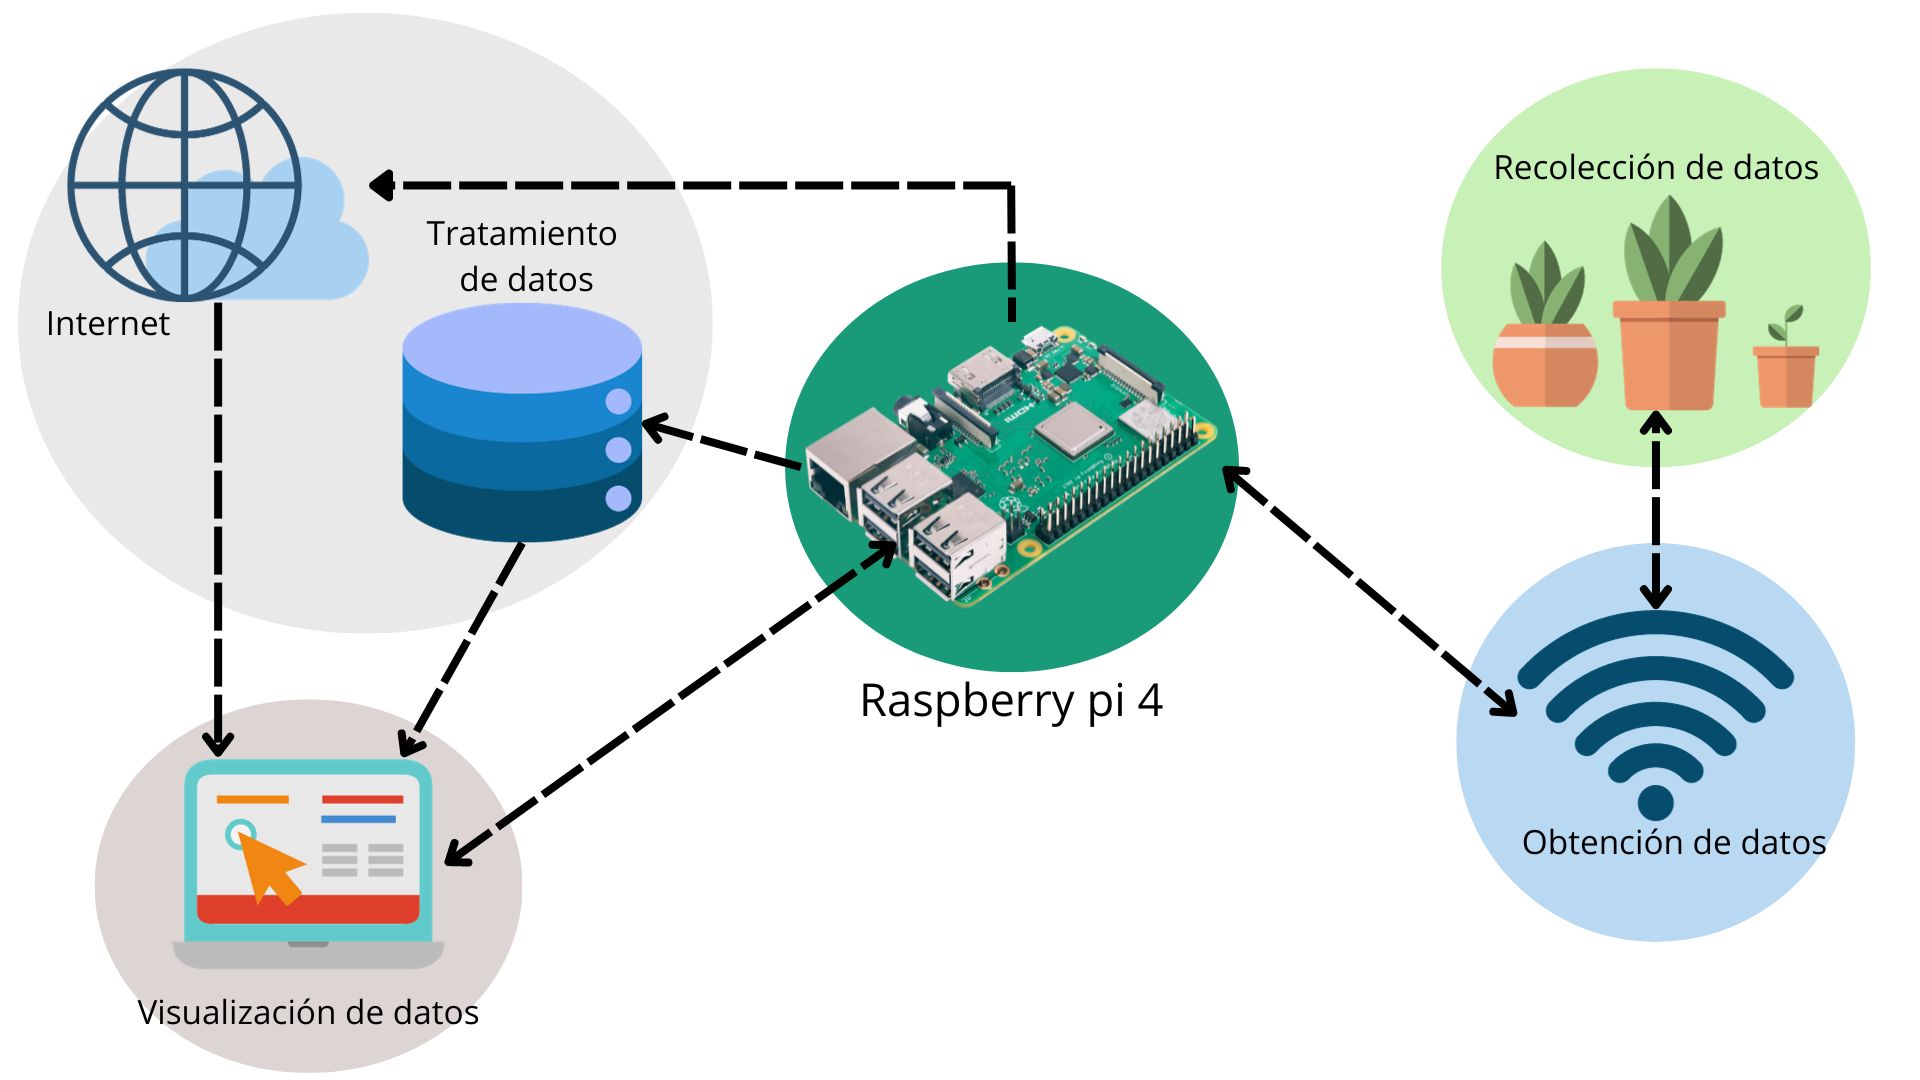 Recolección de datos
Tratamiento
de datos
Internet
Raspberry pi 4
Obtención de datos
Visualización de datos